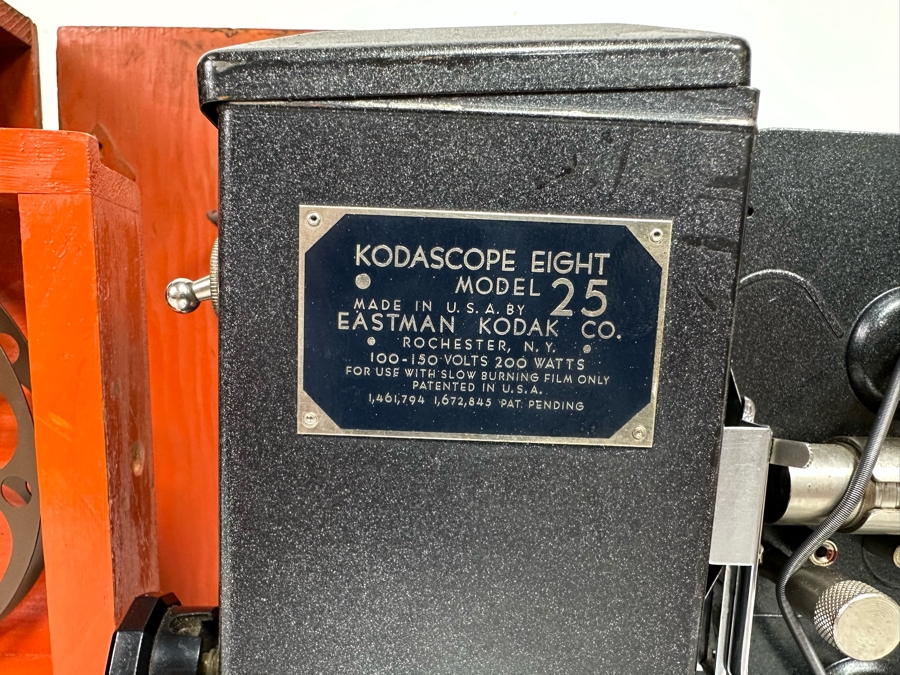 KODASCOPE EIGHT
MODEL 25
MADE IN U.S.A. BY
EASTMAN KODAK CO.
ROCHESTER, N.Y.
100-150 VOLTS 200 WATTS
FOR USE WITH SLOW BURNING FILM ONLY
PATENTED IN U.S.A.
1,461,794 1,672,845 PAT. PENDING